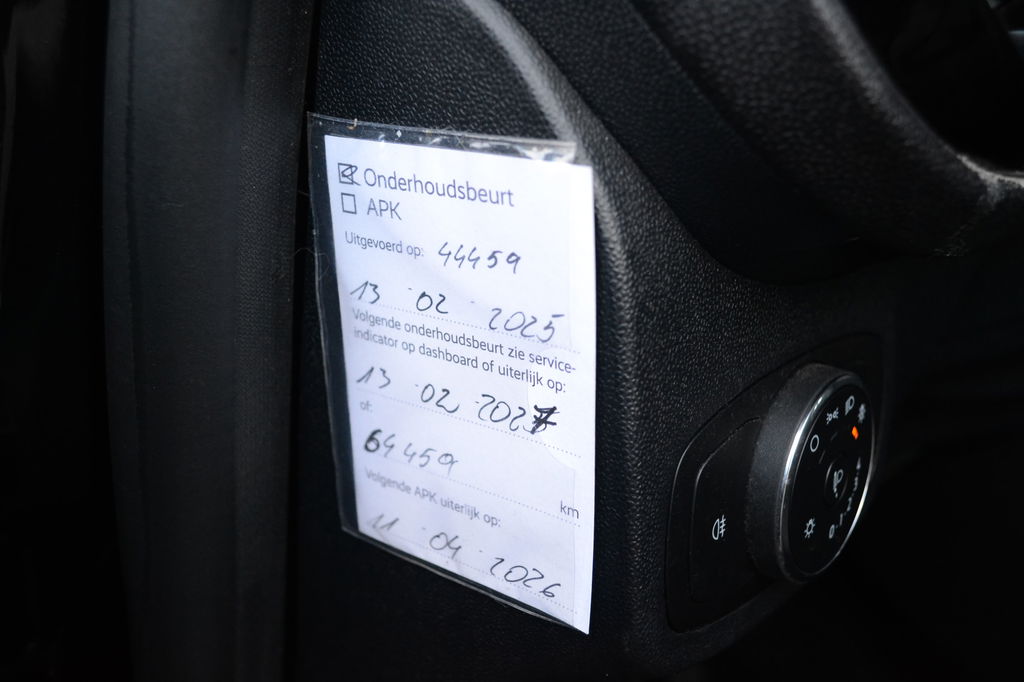 Onderhoudsbeurt
APK
Uitgevoerd op: 44459
13 02 2025
Volgende onderhoudsbeurt zie service-
indicator op dashboard of uiterlijk op:
13 02 2027
of:
64459
km
Volgende APK uiterlijk op:
11 04 2026